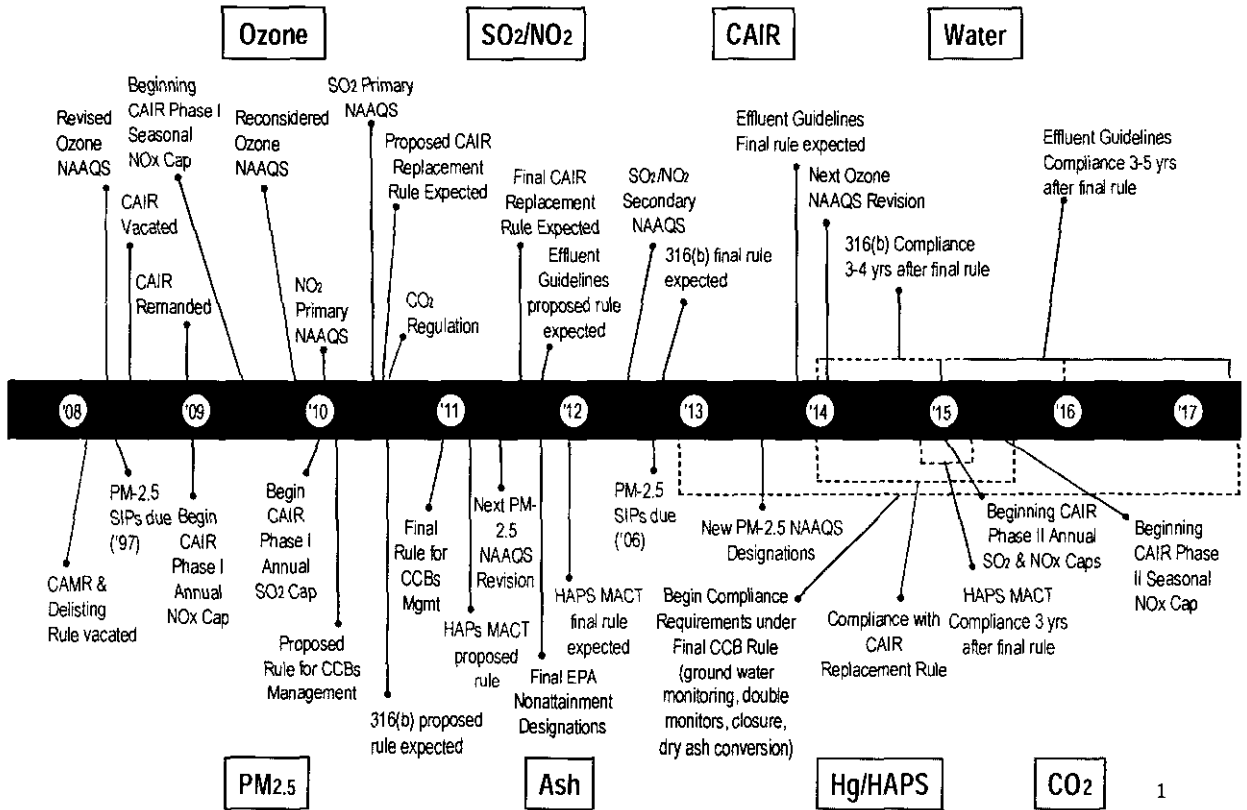 Ozone
SO2/NO2
CAIR
Water
Revised
Ozone
NAAQS
CAIR
Vacated
CAIR
Remanded
Beginning
CAIR Phase I
Seasonal
NOx Cap
Reconsidered
Ozone
NAAQS
NO2
Primary
NAAQS
SO2 Primary
NAAQS
Proposed CAIR
Replacement
Rule Expected
CO2
Regulation
Final CAIR
Replacement
Rule Expected
Effluent
Guidelines
proposed rule
expected
SO2/NO2
Secondary
NAAQS
316(b) final rule
expected
Effluent Guidelines
Final rule expected
Next Ozone
NAAQS Revision
316(b) Compliance
3-4 yrs after final rule
Effluent Guidelines
Compliance 3-5 yrs
after final rule
'08
'09
'10
'11
'12
'13
'14
'15
'16
'17
CAMR &
Delisting
Rule vacated
PM-2.5
SIPs due
('97)
Begin
CAIR
Phase I
Annual
NOx Cap
Begin
CAIR
Phase I
Annual
SO2 Cap
Proposed
Rule for CCBs
Management
316(b) proposed
rule expected
Final
Rule for
CCBs
Mgmt
HAPs MACT
proposed
rule
Next PM-
2.5
NAAQS
Revision
Final EPA
Nonattainment
Designations
HAPS MACT
final rule
expected
PM-2.5
SIPs due
('06)
New PM-2.5 NAAQS
Designations
Begin Compliance
Requirements under
Final CCB Rule
(ground water
monitoring, double
monitors, closure,
dry ash conversion)
Compliance with
CAIR
Replacement Rule
Beginning CAIR
Phase II Annual
SO2 & NOx Caps
HAPS MACT
Compliance 3 yrs
after final rule
Beginning
CAIR Phase
II Seasonal
NOx Cap
PM2.5
Ash
Hg/HAPS
CO2
1